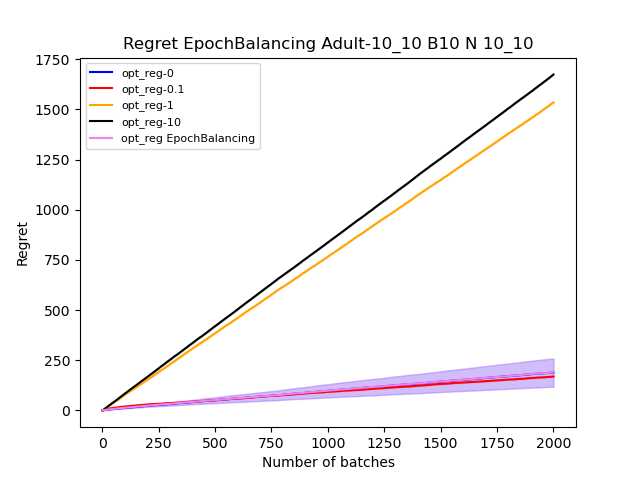 Regret EpochBalancing Adult-10_10 B10 N 10_10
opt_reg-0
opt_reg-0.1
opt_reg-1
opt_reg-10
opt_reg EpochBalancing
Regret
1750
1500
1250
1000
750
500
250
0
0 250 500 750 1000 1250 1500 1750 2000
Number of batches